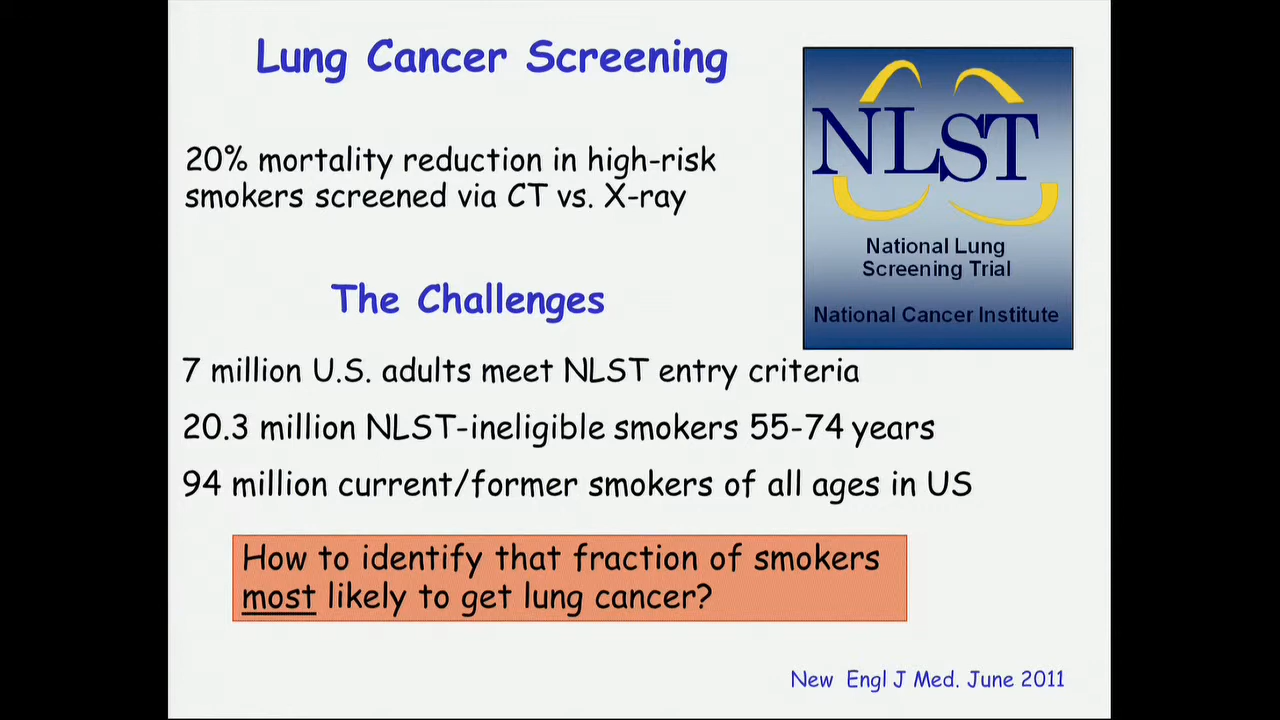 Lung Cancer Screening
20% mortality reduction in high-risk
smokers screened via CT vs. X-ray
NLST
National Lung
Screening Trial
National Cancer Institute
The Challenges
7 million U.S. adults meet NLST entry criteria
20.3 million NLST-ineligible smokers 55-74 years
94 million current/former smokers of all ages in US
How to identify that fraction of smokers
most likely to get lung cancer?
New Engl J Med. June 2011